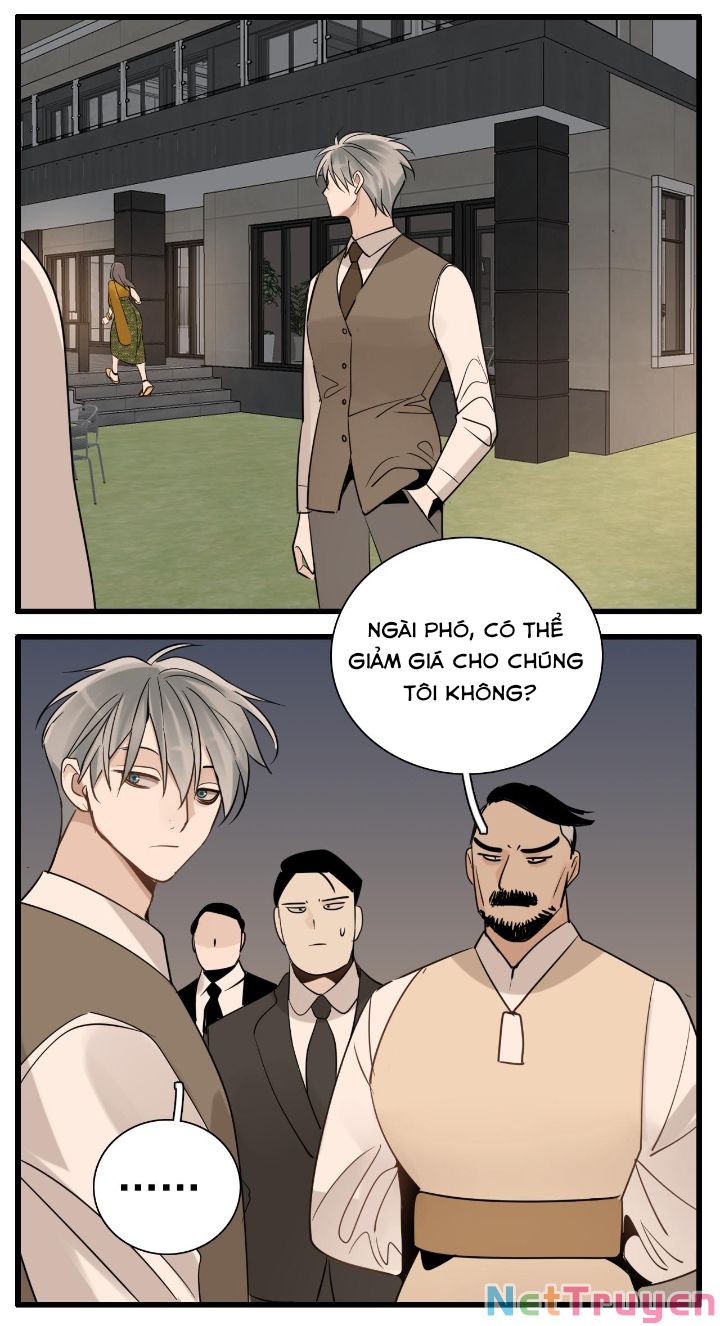 NGÀI PHÓ, CÓ THỂ
GIẢM GIÁ CHO CHÚNG
TÔI KHÔNG?
......
NetTruyen